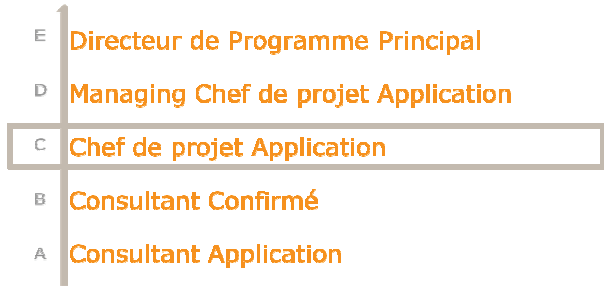 E Directeur de Programme Principal
D Managing Chef de projet Application
C Chef de projet Application
B Consultant Confirmé
A Consultant Application